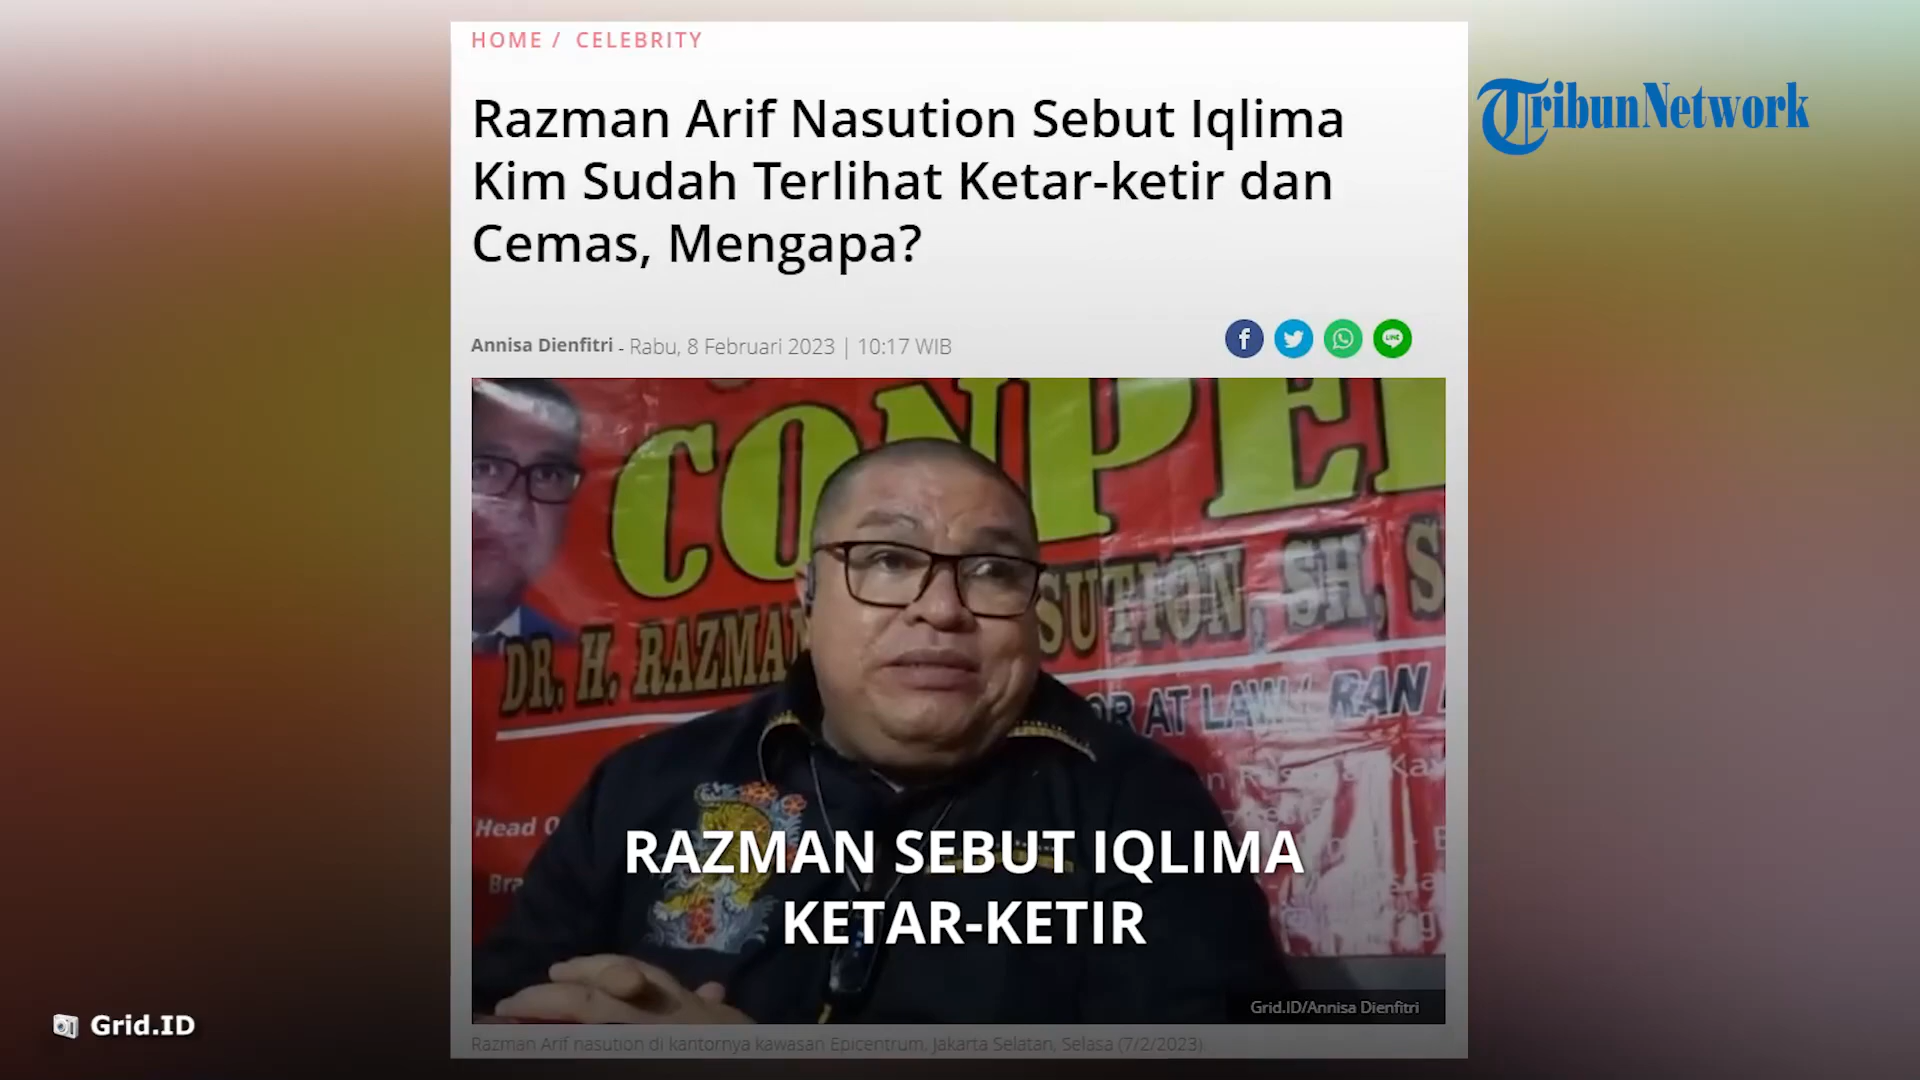 HOME / CELEBRITY
TribunNetwork
Razman Arif Nasution Sebut Iqlima
Kim Sudah Terlihat Ketar-ketir dan
Cemas, Mengapa?
Annisa Dienfitri - Rabu, 8 Februari 2023 | 10:17 WIB
CONPE
DR. H. RAZMAN SUTION, SH, S
OR AT LAW RAN
Head O
Bra
RAZMAN SEBUT IQLIMA
KETAR-KETIR
Grid.ID/Annisa Dienfitri
Grid.ID
Razman Arif nasution di kantornya kawasan Epicentrum, Jakarta Selatan, Selasa (7/2/2023)